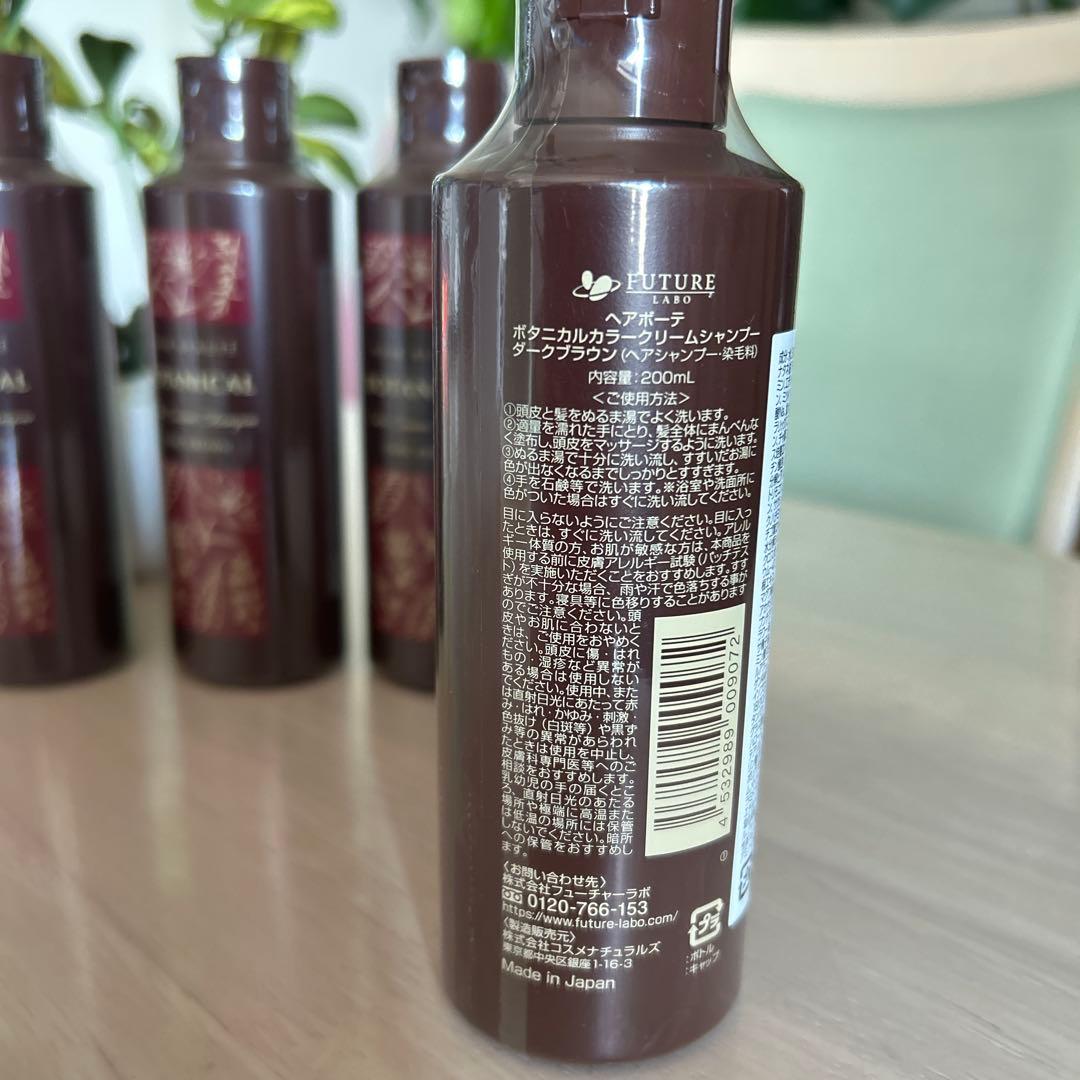 FUTURE
LABO
ヘアボーテ
ボタニカルカラークリームシャンプー
ダークブラウン(ヘアシャンプー・染毛料)
内容量:200mL
<ご使用方法>
①頭皮と髪をぬるま湯でよく洗います。
②適量を濡れた手にとり、髪全体にまんべんな
く塗布し、頭皮をマッサージするように洗います。
③ぬるま湯で十分に洗い流し、すすいだお湯に
色が出なくなるまでしっかりとすすぎます。
④手を石鹸等で洗います。※浴室や洗面所に
色がついた場合はすぐに洗い流してください。
目に入らないようにご注意ください。目に入っ
たときは、すぐに洗い流してください。アレル
ギー体質の方、お肌が敏感な方は、本商品を
使用する前に皮膚アレルギー試験(パッチテス
ト)を実施いただくことをおすすめします。すす
ぎが不十分な場合、雨や汗で色落ちする事が
あります。寝具等に色移りすることがあります
のでご注意ください。頭
皮やお肌に合わないと
きは、ご使用をおやめく
ださい。頭皮に傷・はれ
もの・湿疹など異常が
ある場合は使用しない
でください。使用中、また
は直射日光にあたって赤
み・はれ・かゆみ・刺激・
色抜け(白斑等)や黒ず
み等の異常があらわれ
たときは使用を中止し、
皮膚科専門医等へのご
相談をおすすめします。
乳幼児の手の届くとこ
ろ、直射日光のあたる
場所や極端に高温また
は低温の場所には保管
しないでください。暗所
への保管をおすすめし
ます。
4 532989 009072
①
〈お問い合わせ先〉
株式会社フューチャーラボ
0120-766-153
https://www.future-labo.com/
〈製造販売元〉
株式会社コスメナチュラルズ
東京都中央区銀座1-16-3
Made in Japan
プラ
:ボトル
:キャップ